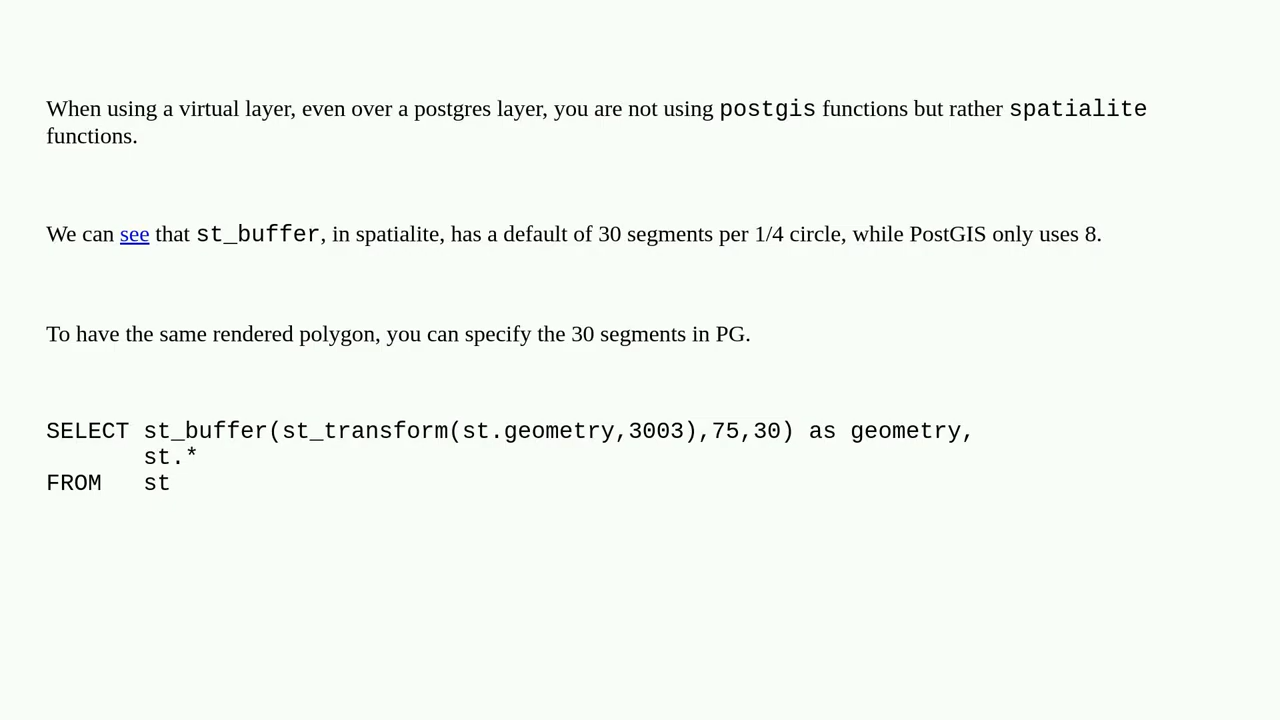 When using a virtual layer, even over a postgres layer, you are not using postgis functions but rather spatialite
functions.
We can see that st_buffer, in spatialite, has a default of 30 segments per 1/4 circle, while PostGIS only uses 8.
To have the same rendered polygon, you can specify the 30 segments in PG.
SELECT st_buffer(st_transform(st.geometry,3003),75,30) as geometry,
       st.*
FROM   st